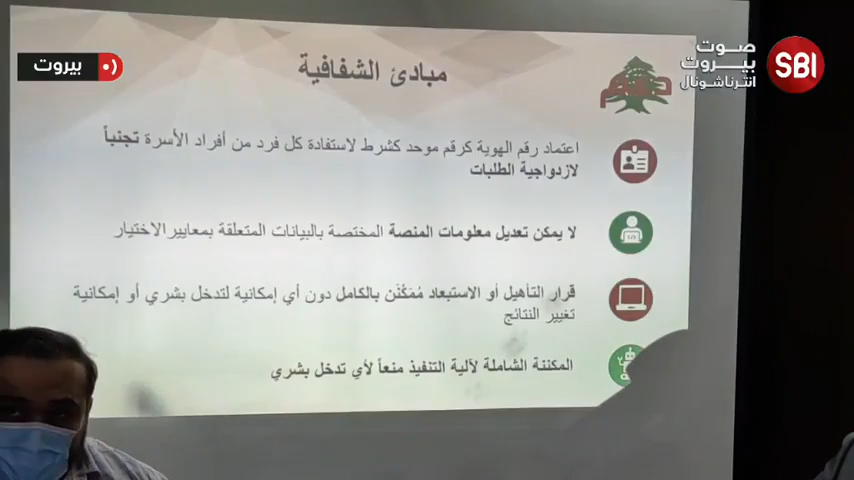 بيروت
صوت
بيروت
انترناشونال
SBI
مبادئ الشفافية
دعم
اعتماد رقم الهوية كرقم موحد كشرط لاستفادة كل فرد من أفراد الأسرة تجنباً
لازدواجية الطلبات
لا يمكن تعديل معلومات المنصة المختصة بالبيانات المتعلقة بمعايير الاختيار
قرار التأهيل أو الاستبعاد مُمَكْنَن بالكامل دون أي إمكانية لتدخل بشري أو إمكانية
تغيير النتائج
المكننة الشاملة لآلية التنفيذ منعاً لأي تدخل بشري